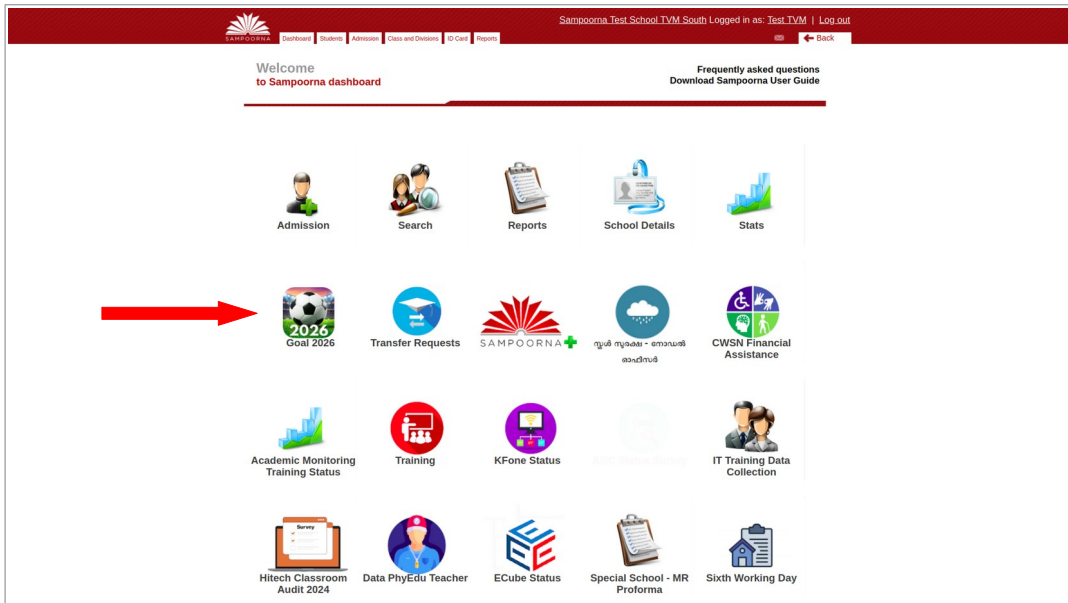 Sampoorna Test School TVM South Logged in as: Test TVM | Log out
SAMPOORNA
Dashboard Students Admission Class and Divisions ID Card Reports
Back
Welcome
to Sampoorna dashboard
Frequently asked questions
Download Sampoorna User Guide
Admission
Search
Reports
School Details
Stats
2026
Goal 2026
Transfer Requests
SAMPOORNA
സ്കൂൾ സുരക്ഷ - നോഡൽ
ഓഫീസർ
CWSN Financial
Assistance
Academic Monitoring
Training Status
Training
KFone Status
IT Training Data
Collection
Survey
Hitech Classroom
Audit 2024
Data PhyEdu Teacher
ECube Status
Special School - MR
Proforma
Sixth Working Day